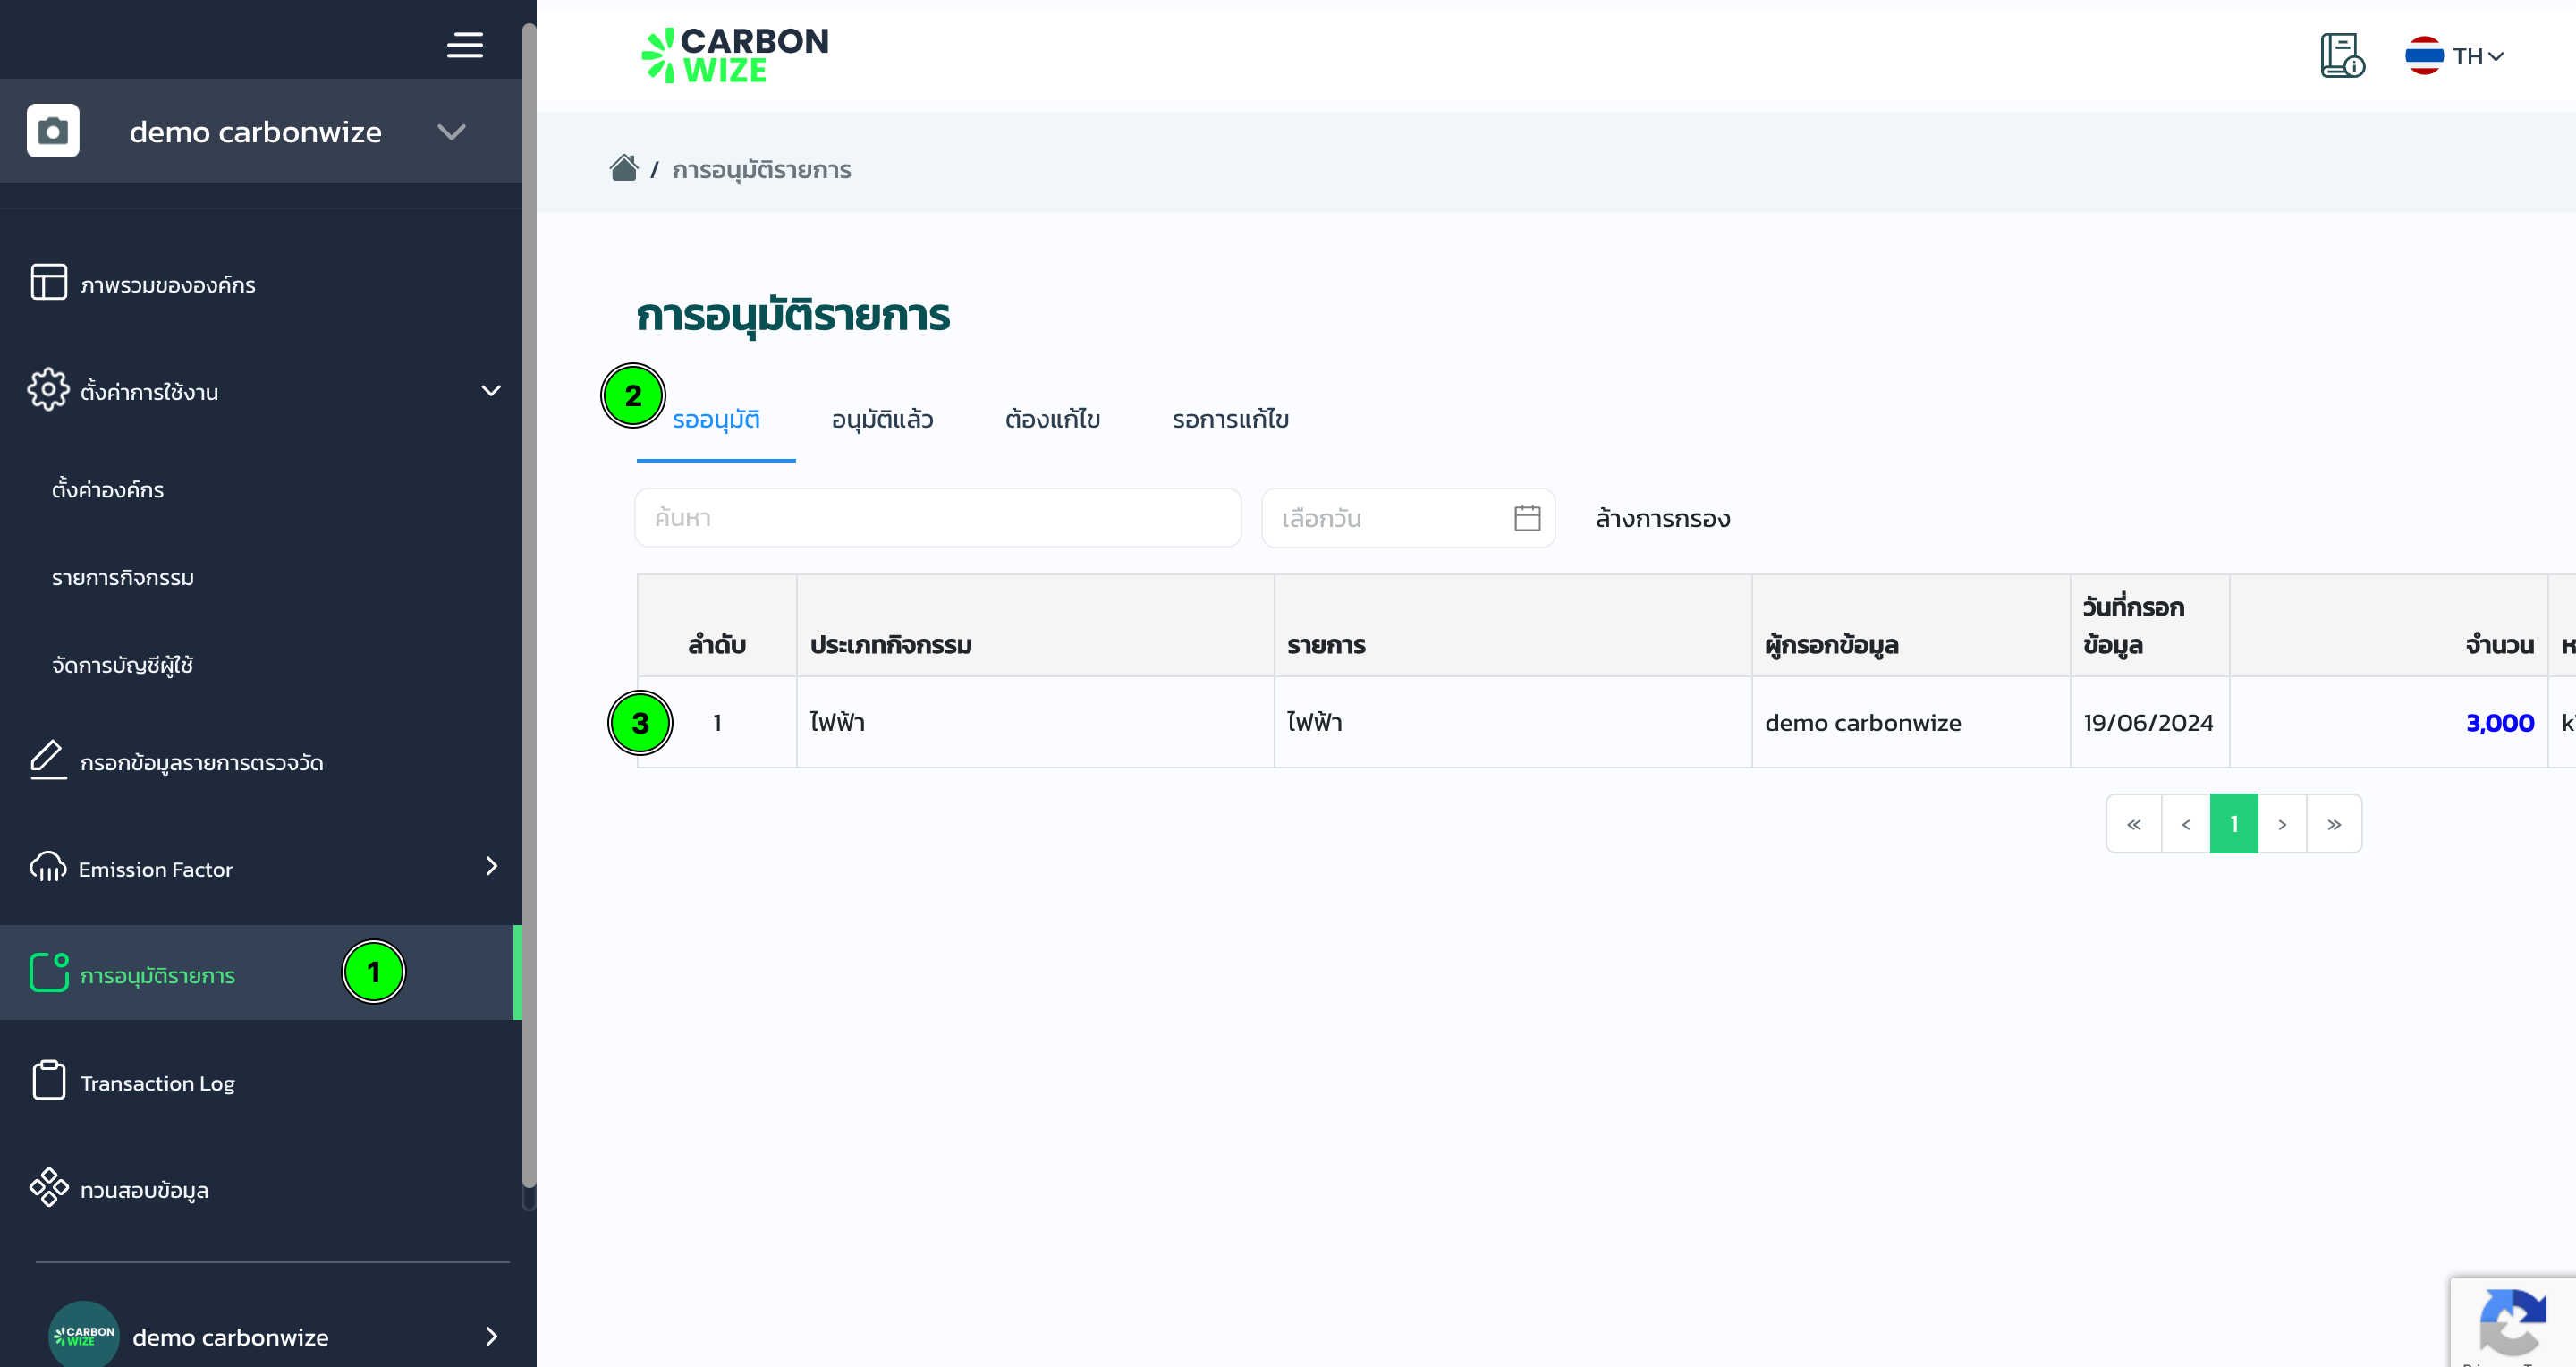 demo carbonwize
ภาพรวมขององค์กร
ตั้งค่าการใช้งาน
ตั้งค่าองค์กร
รายการกิจกรรม
จัดการบัญชีผู้ใช้
กรอกข้อมูลรายการตรวจวัด
Emission Factor
การอนุมัติรายการ
1
Transaction Log
ทวนสอบข้อมูล
CARBON
WIZE
demo carbonwize
CARBON
WIZE
TH
/ การอนุมัติรายการ
การอนุมัติรายการ
2
รออนุมัติ อนุมัติแล้ว ต้องแก้ไข รอการแก้ไข
ค้นหา เลือกวัน ล้างการกรอง
ลำดับ ประเภทกิจกรรม รายการ ผู้กรอกข้อมูล วันที่กรอก
ข้อมูล จำนวน
3 1 ไฟฟ้า ไฟฟ้า demo carbonwize 19/06/2024 3,000
« < 1 > »